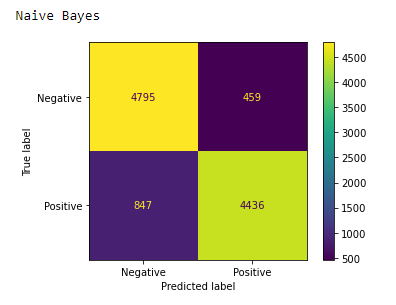 Naive Bayes
Negative
4795
459
Positive
847
4436
Negative
Positive
Predicted label
True label
4500
4000
3500
3000
2500
2000
1500
1000
500